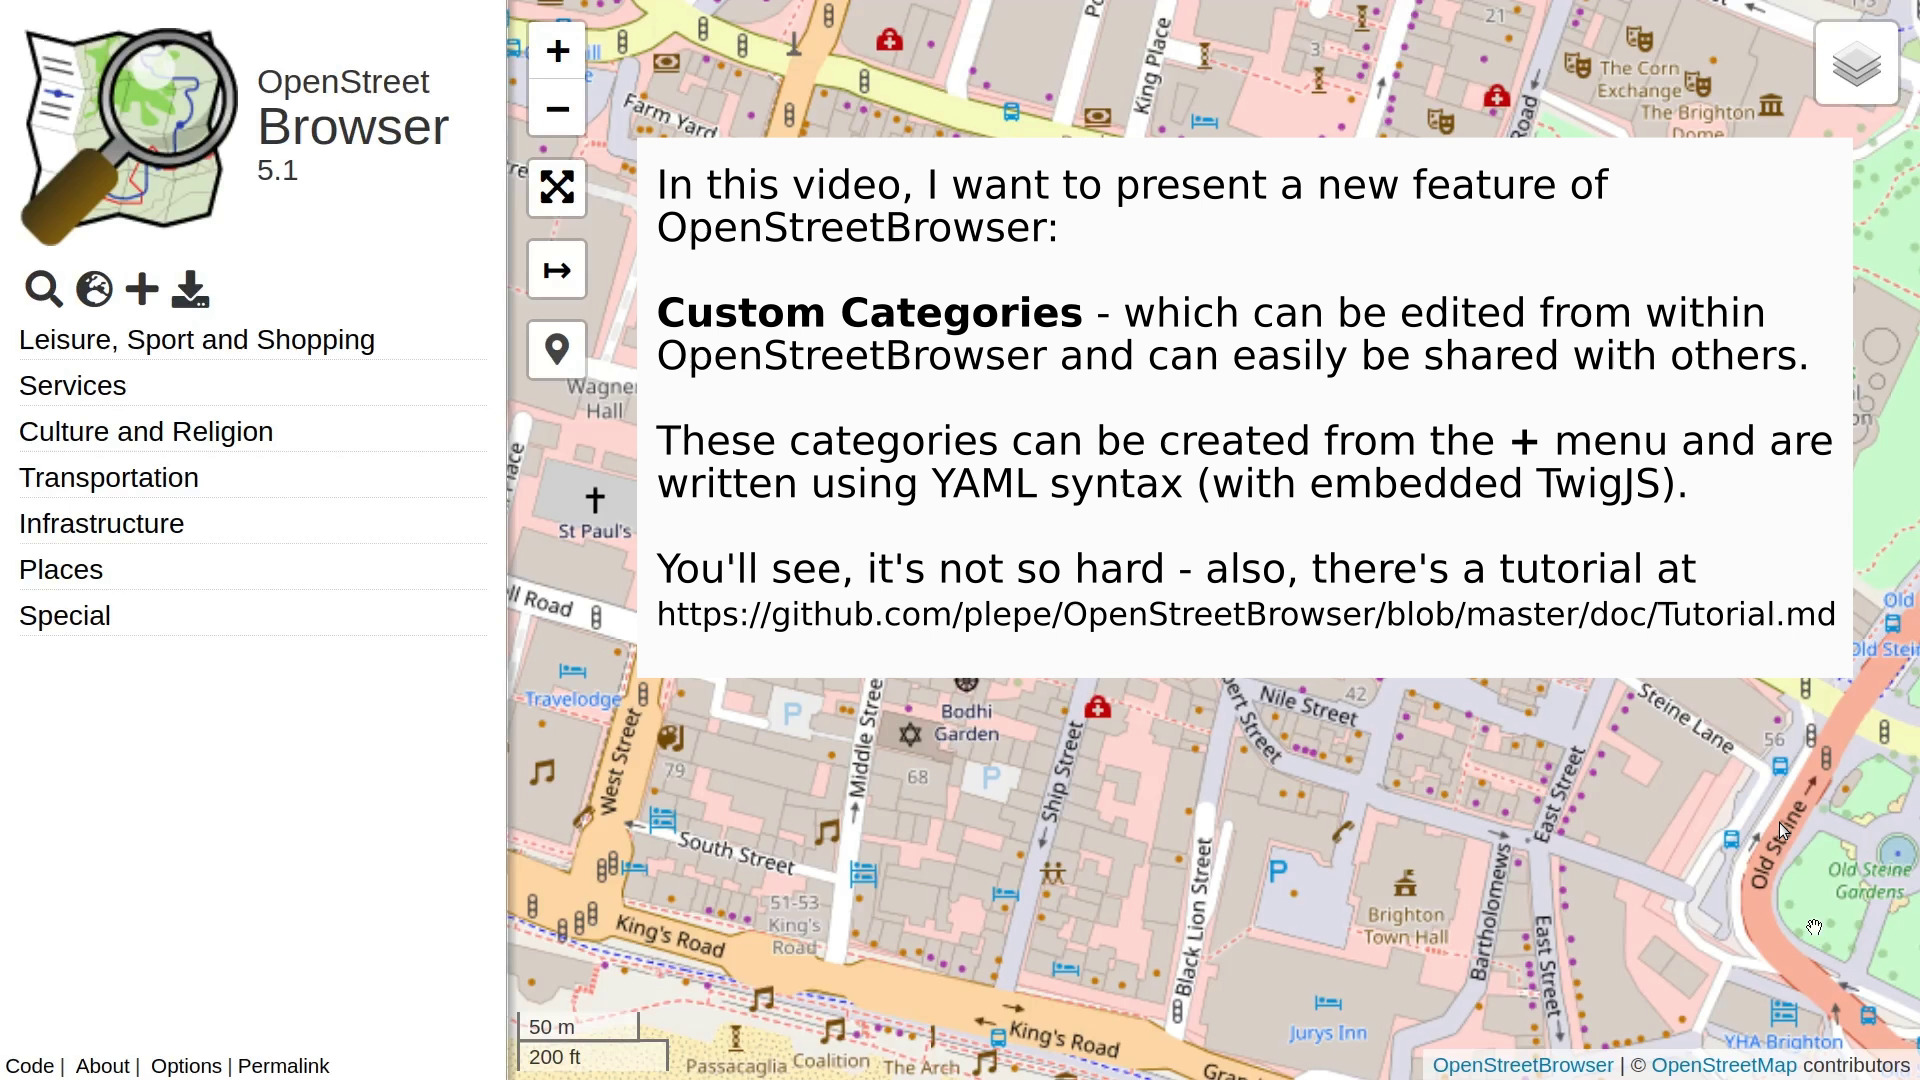 OpenStreet
Browser
5.1
Leisure, Sport and Shopping
Services
Culture and Religion
Transportation
Infrastructure
Places
Special
Code | About | Options | Permalink
+
−
In this video, I want to present a new feature of
OpenStreetBrowser:
Custom Categories - which can be edited from within
OpenStreetBrowser and can easily be shared with others.
These categories can be created from the + menu and are
written using YAML syntax (with embedded TwigJS).
You'll see, it's not so hard - also, there's a tutorial at
https://github.com/plepe/OpenStreetBrowser/blob/master/doc/Tutorial.md
Farm Yard
King Place
21
3
Road
The Corn
Exchange
The Brighton
Dome
Wagner
Hall
St Paul's
Place
ll Road
Travelodge
West Street
79
Middle Stree
Bodhi
Garden
68
P
P
Ship Street
Nile Street
42
ert Street
Steine Lane
56
Old
Old Stei
East Street
Old Steine
Old Steine
Gardens
South Street
51-53
King's
Road
King's Road
Black Lion Street
P
Brighton
Town Hall
Bartholomews
East Street
Jurys Inn
YHA Brighton
King's Road
Passacaglia
Coalition
The Arch
Gran
50 m
200 ft
OpenStreetBrowser | © OpenStreetMap contributors